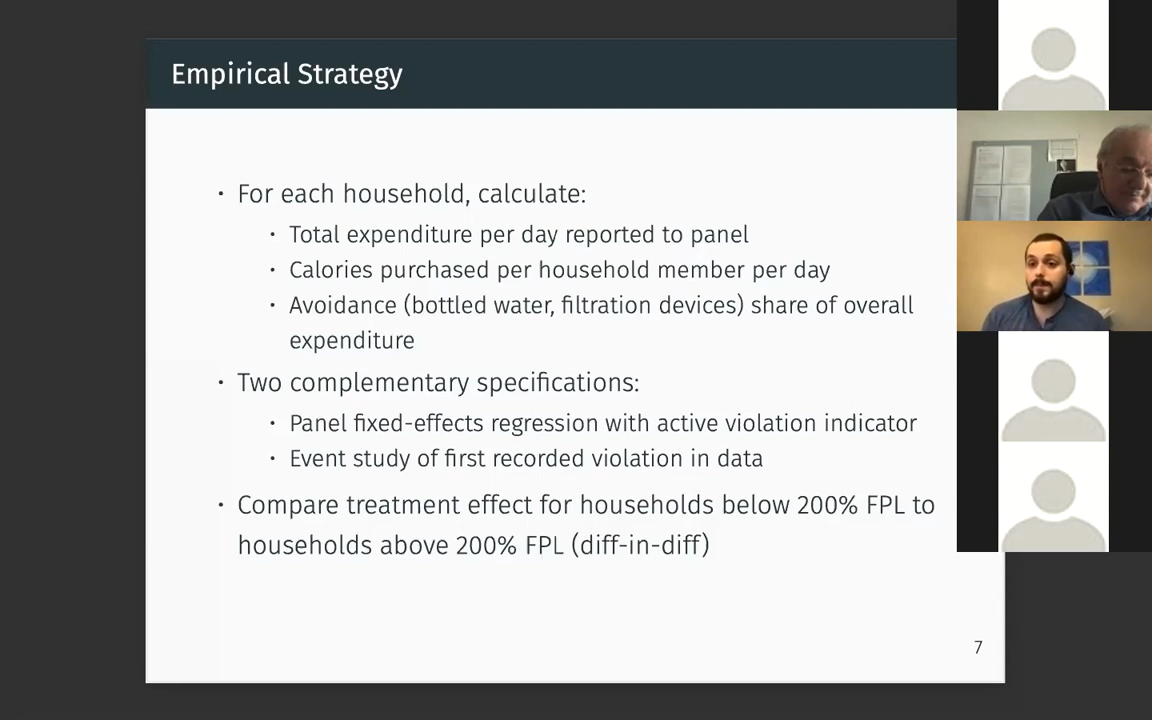 Empirical Strategy
• For each household, calculate:
• Total expenditure per day reported to panel
• Calories purchased per household member per day
• Avoidance (bottled water, filtration devices) share of overall
expenditure
• Two complementary specifications:
• Panel fixed-effects regression with active violation indicator
• Event study of first recorded violation in data
• Compare treatment effect for households below 200% FPL to
households above 200% FPL (diff-in-diff)
7